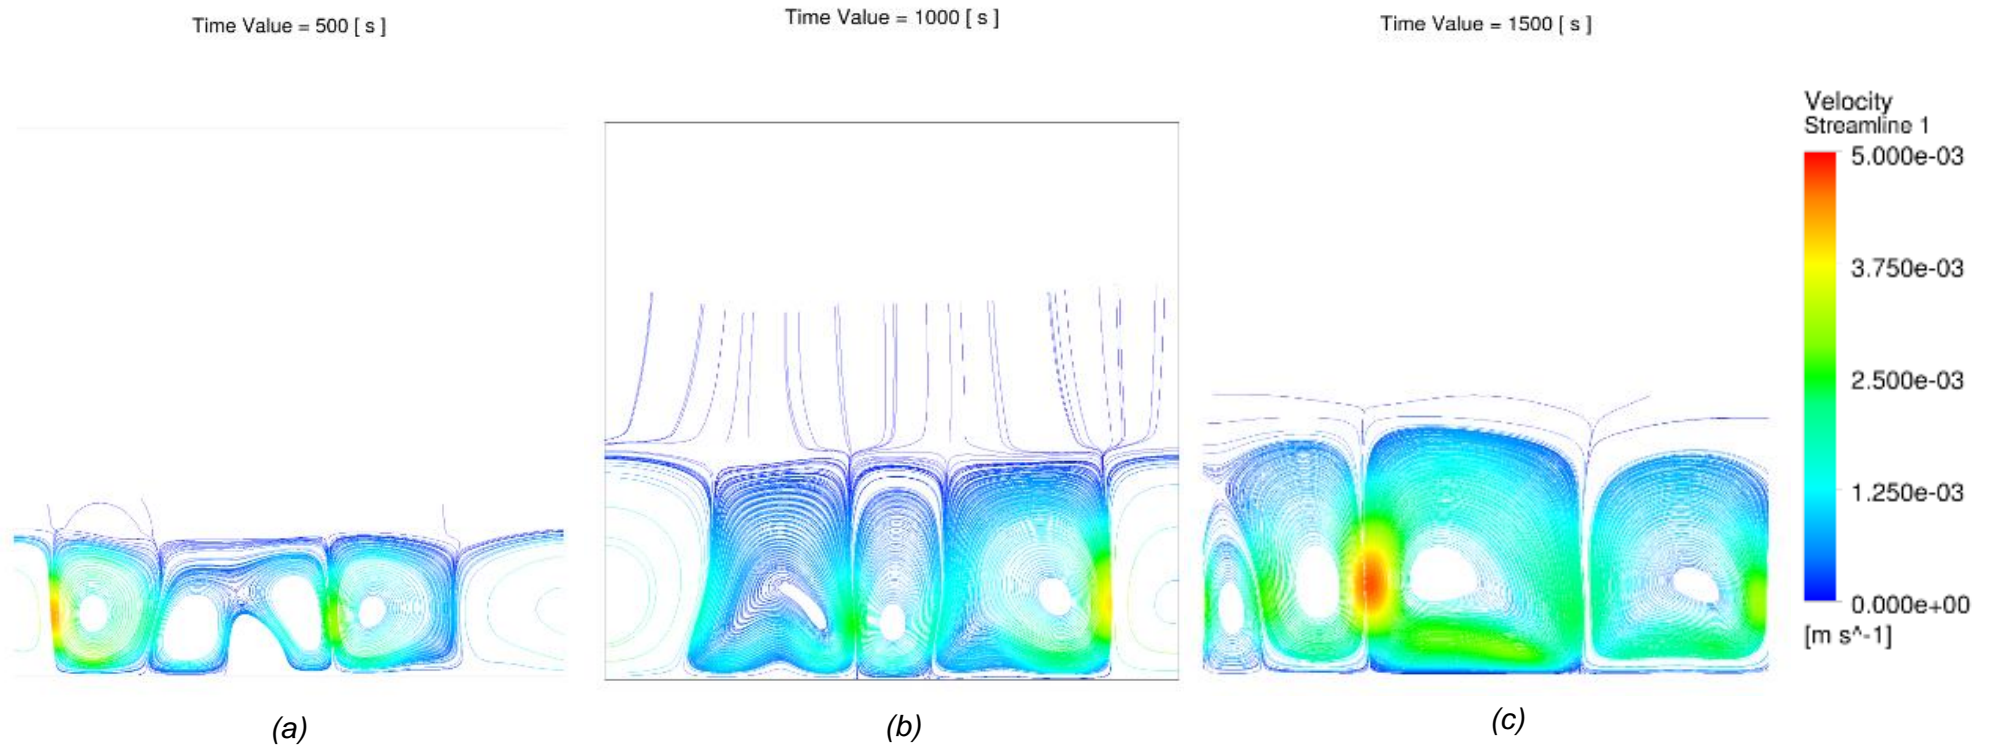 Time Value = 500 [ s ]
Time Value = 1000 [ s ]
Time Value = 1500 [ s ]
Velocity
Streamline 1
5.000e-03
3.750e-03
2.500e-03
1.250e-03
0.000e+00
[m s^-1]
(a)
(b)
(c)